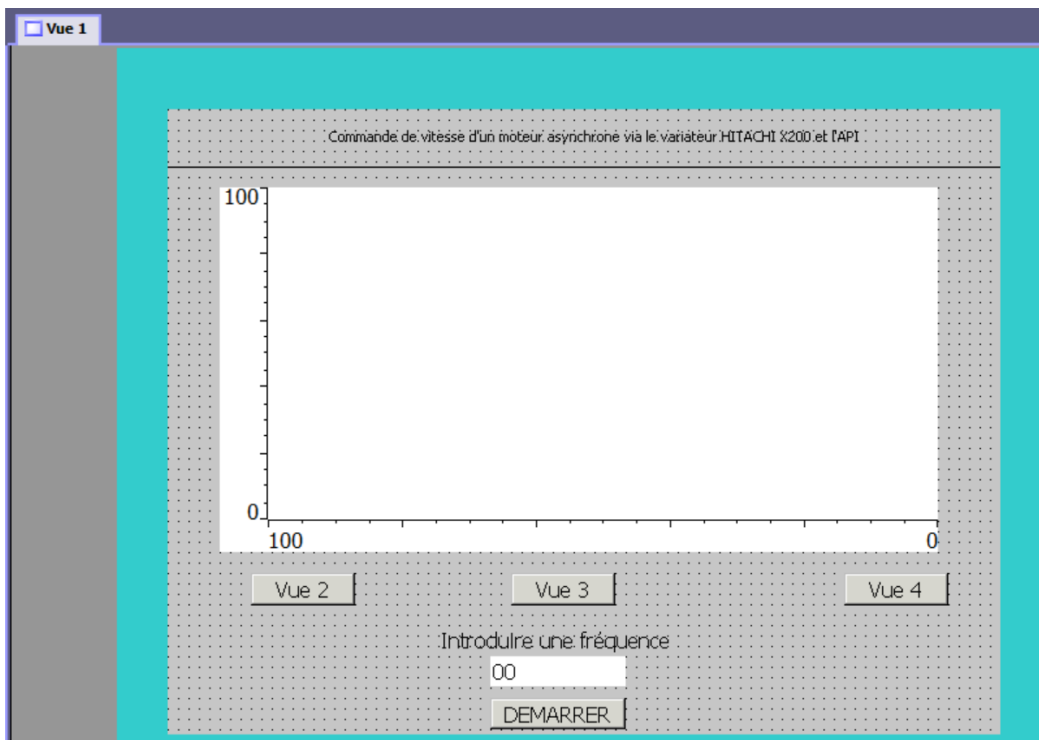 Vue 1
Commande de vitesse d'un moteur asynchrone via le variateur HITACHI X200 et l'API
100
0
100
0
Vue 2
Vue 3
Vue 4
Introduire une fréquence
00
DEMARRER